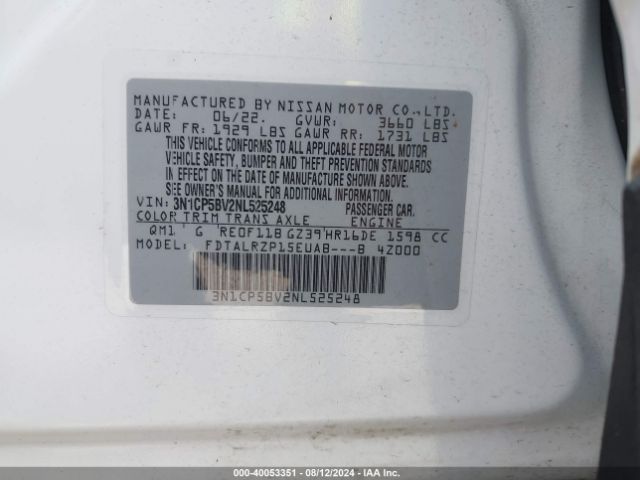 MANUFACTURED BY NISSAN MOTOR CO., LTD.
DATE: 06/22. GVWR: 3660 LBS.
GAWR FR: 1929 LBS GAWR RR: 1731 LBS
THIS VEHICLE CONFORMS TO ALL APPLICABLE FEDERAL MOTOR
VEHICLE SAFETY, BUMPER AND THEFT PREVENTION STANDARDS
IN EFFECT ON THE DATE OF MANUFACTURE SHOWN ABOVE.
SEE OWNER'S MANUAL FOR ADDITIONAL INFORMATION.
VIN: 3N1CP5BV2NL525248 PASSENGER CAR.
COLOR TRIM TRANS AXLE ENGINE
QM1 G RE0F11B GZ39 HR16DE 1598 CC
MODEL: FDTALRZP15EUAB---B 4Z000
3N1CP5BV2NL525248
000-40053351 - 08/12/2024 - IAAI.com